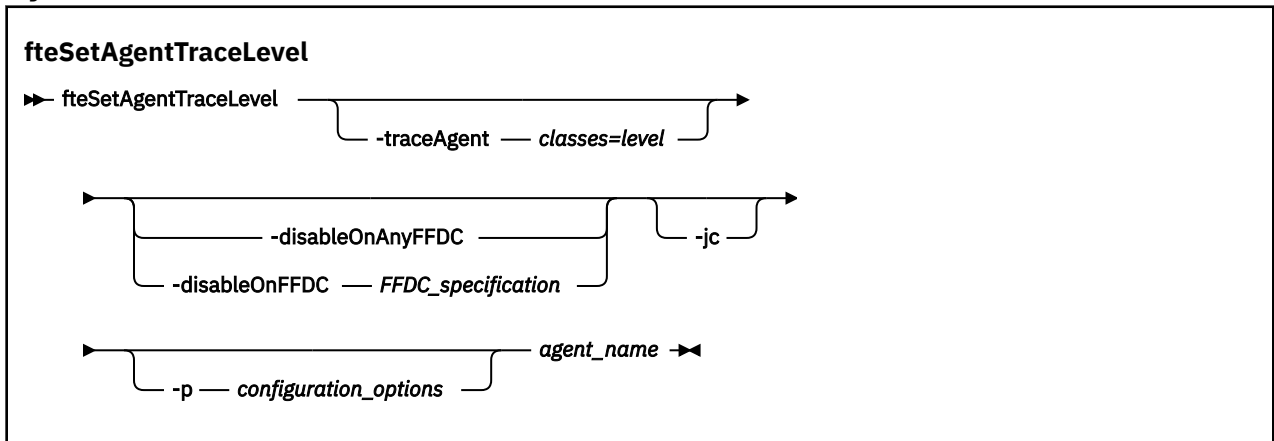 fteSetAgentTraceLevel
fteSetAgentTraceLevel
-traceAgent classes=level
-disableOnAnyFFDC
-jc
-disableOnFFDC FFDC_specification
agent_name
-p configuration_options